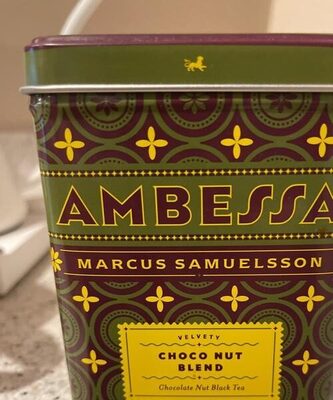 AMBESSA
MARCUS SAMUELSSON
VELVETY
CHOCO NUT
BLEND
Chocolate Nut Black Tea